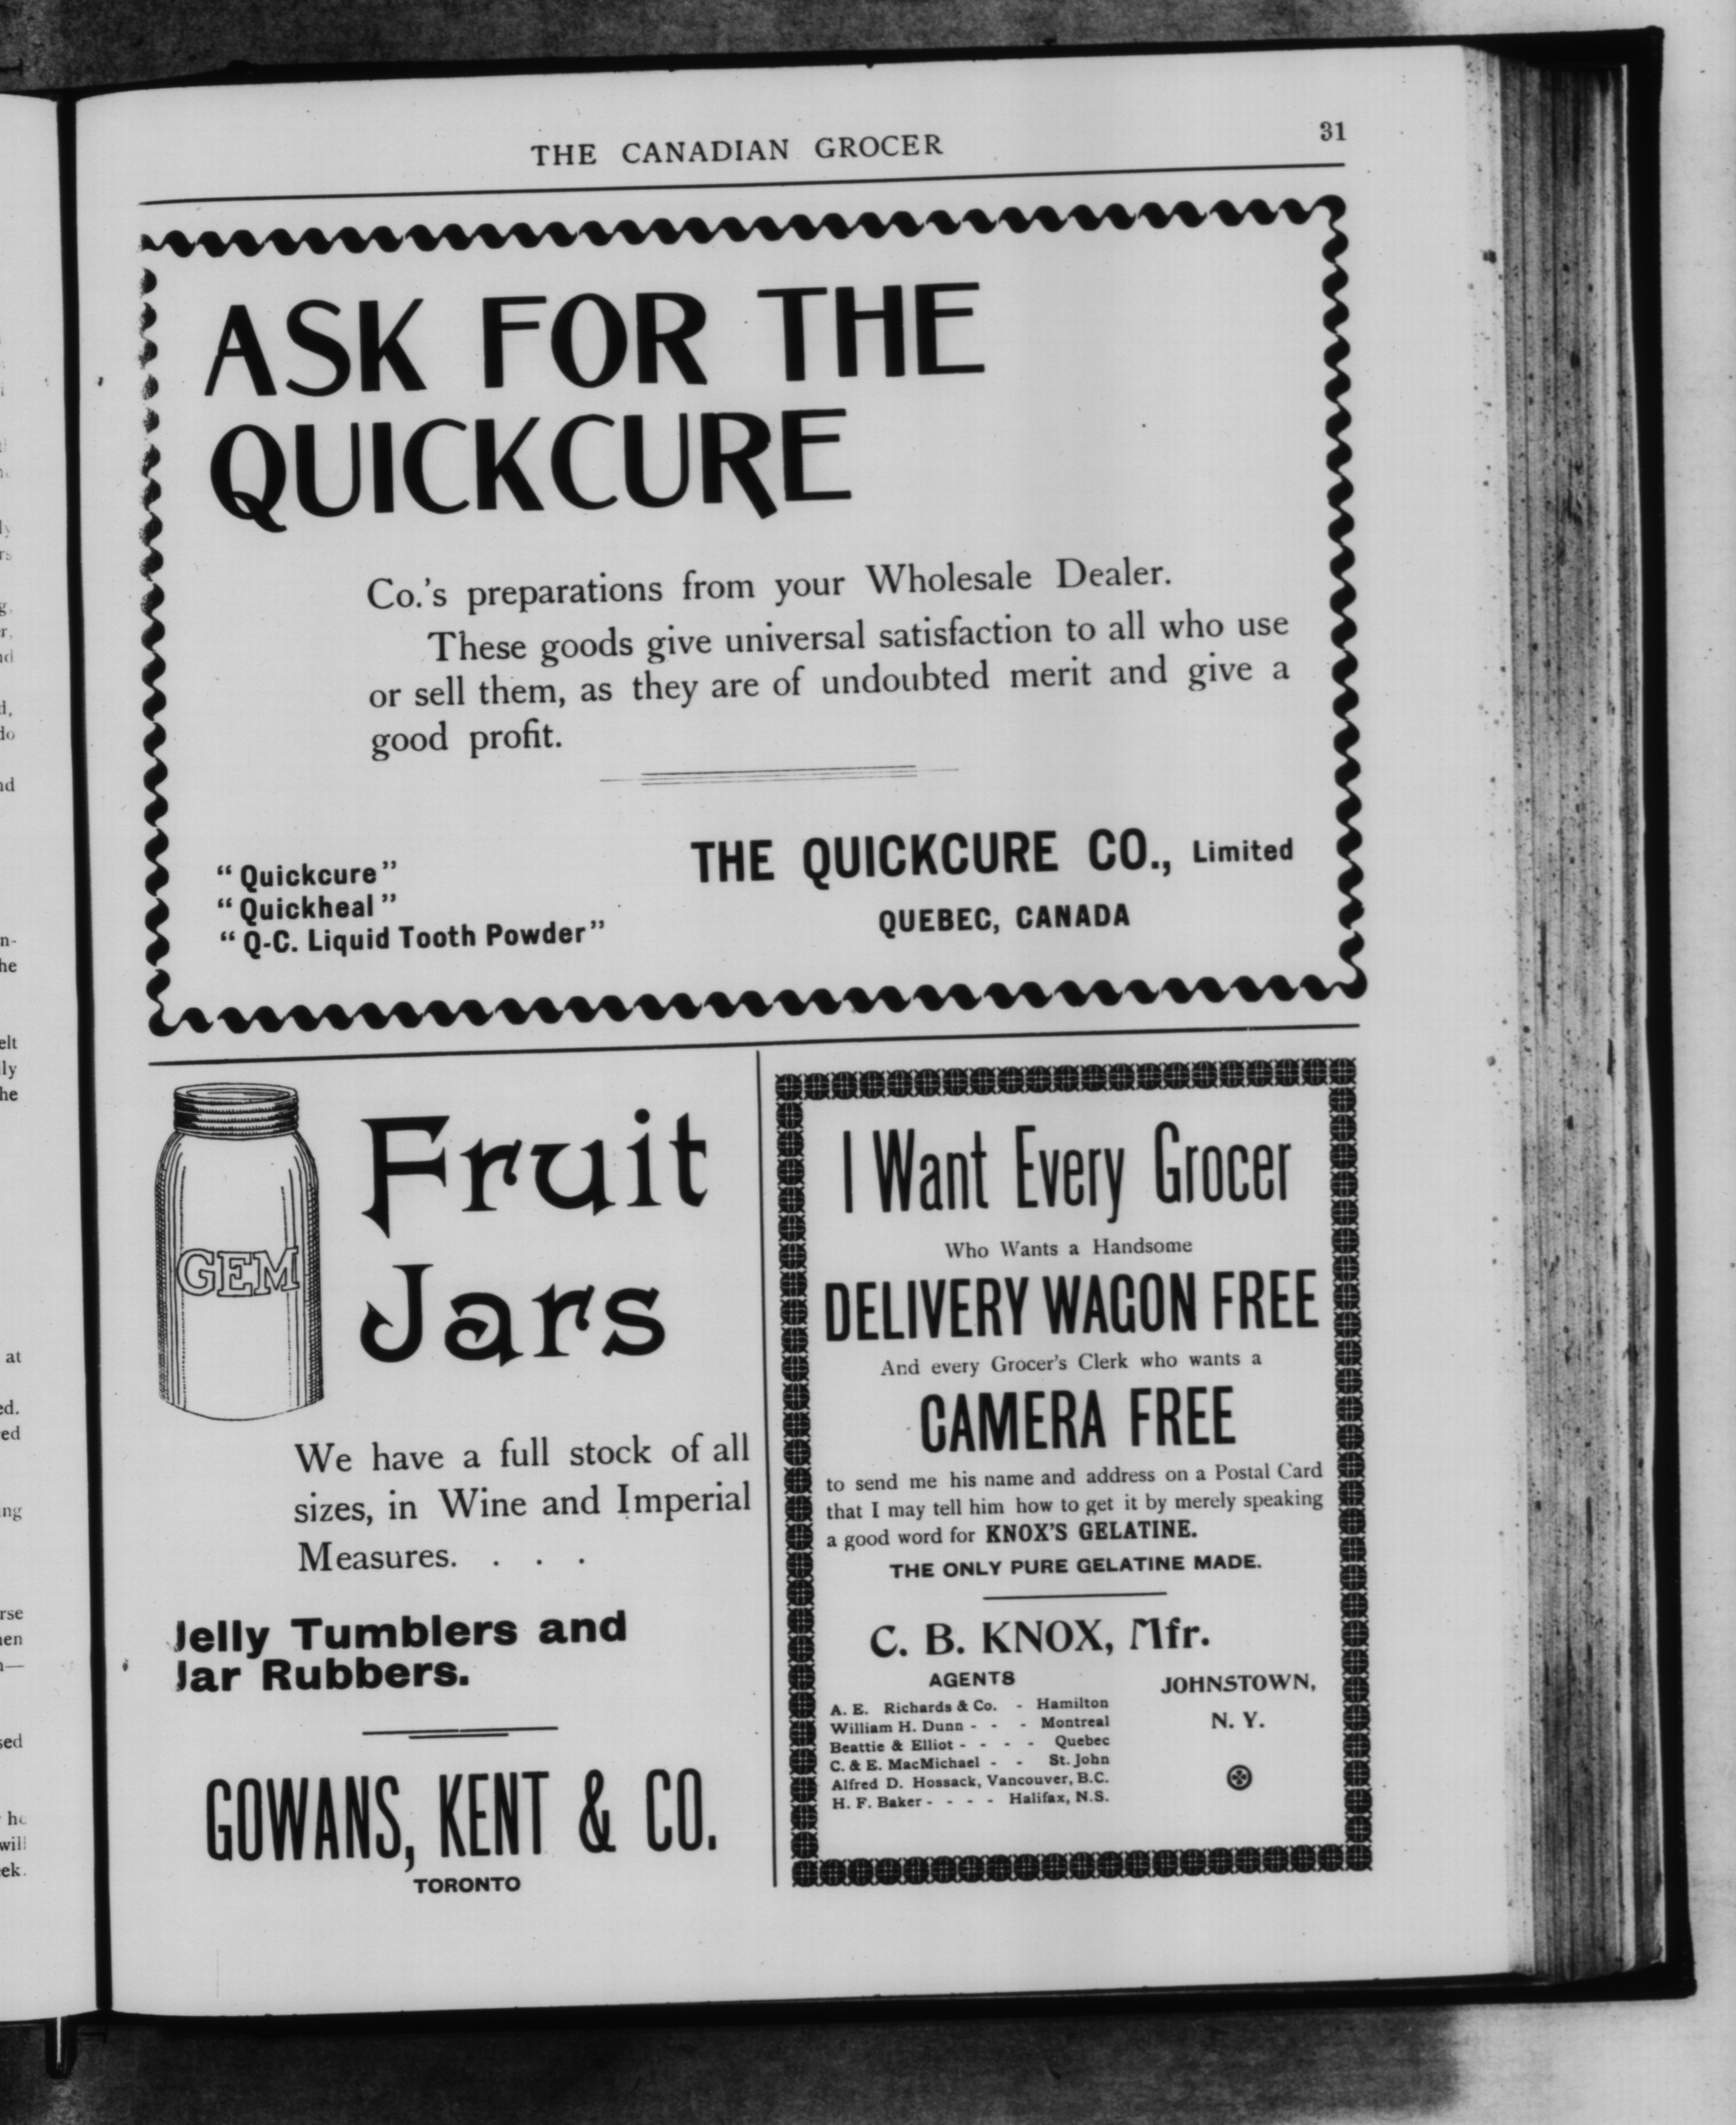 THE CANADIAN GROCER
31
ASK FOR THE
QUICKCURE
Co.'s preparations from your Wholesale Dealer.
These goods give universal satisfaction to all who use
or sell them, as they are of undoubted merit and give a
good profit.
"Quickcure"
"Quickheal"
"Q-C. Liquid Tooth Powder"
THE QUICKCURE CO., Limited
QUEBEC, CANADA
GEM
Fruit
Jars
We have a full stock of all
sizes, in Wine and Imperial
Measures. . . .
Jelly Tumblers and
Jar Rubbers.
GOWANS, KENT & CO.
TORONTO
I Want Every Grocer
Who Wants a Handsome
DELIVERY WAGON FREE
And every Grocer's Clerk who wants a
CAMERA FREE
to send me his name and address on a Postal Card
that I may tell him how to get it by merely speaking
a good word for KNOX'S GELATINE.
THE ONLY PURE GELATINE MADE.
C. B. KNOX, Mfr.
AGENTS
A. E. Richards & Co. - Hamilton
William H. Dunn - - - Montreal
Beattie & Elliot - - - - Quebec
C. & E. MacMichael - - St. John
Alfred D. Hossack, Vancouver, B.C.
H. F. Baker - - - - Halifax, N.S.
JOHNSTOWN,
N. Y.